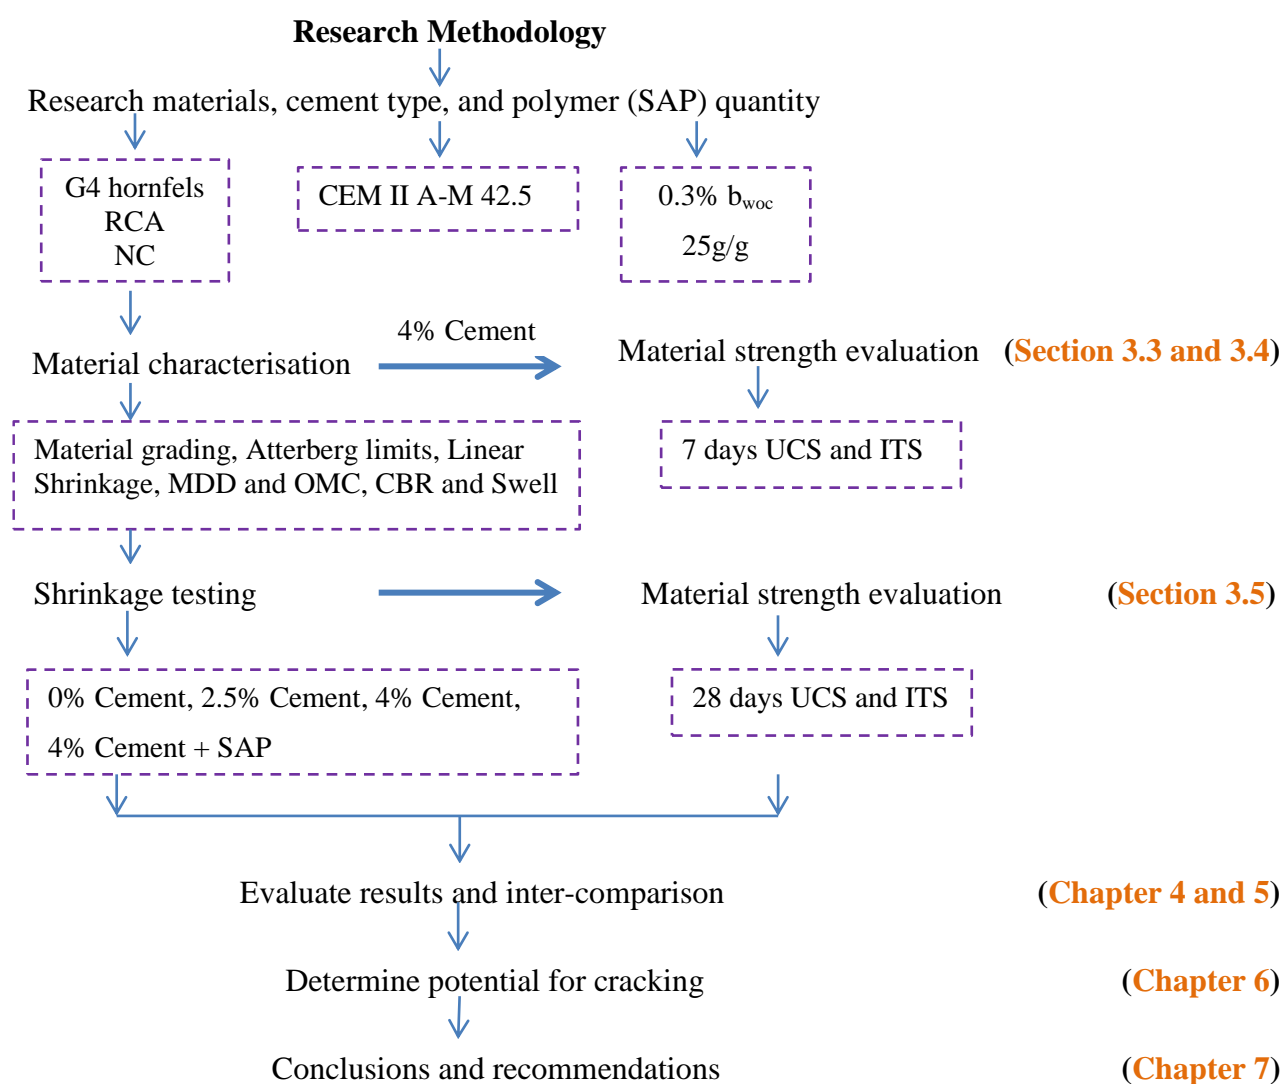 Research Methodology
Research materials, cement type, and polymer (SAP) quantity
G4 hornfels
RCA
NC
CEM II A-M 42.5
0.3% bwoc
25g/g
4% Cement
Material characterisation
Material strength evaluation (Section 3.3 and 3.4)
Material grading, Atterberg limits, Linear
Shrinkage, MDD and OMC, CBR and Swell
7 days UCS and ITS
Shrinkage testing
Material strength evaluation (Section 3.5)
0% Cement, 2.5% Cement, 4% Cement,
4% Cement + SAP
28 days UCS and ITS
Evaluate results and inter-comparison (Chapter 4 and 5)
Determine potential for cracking (Chapter 6)
Conclusions and recommendations (Chapter 7)